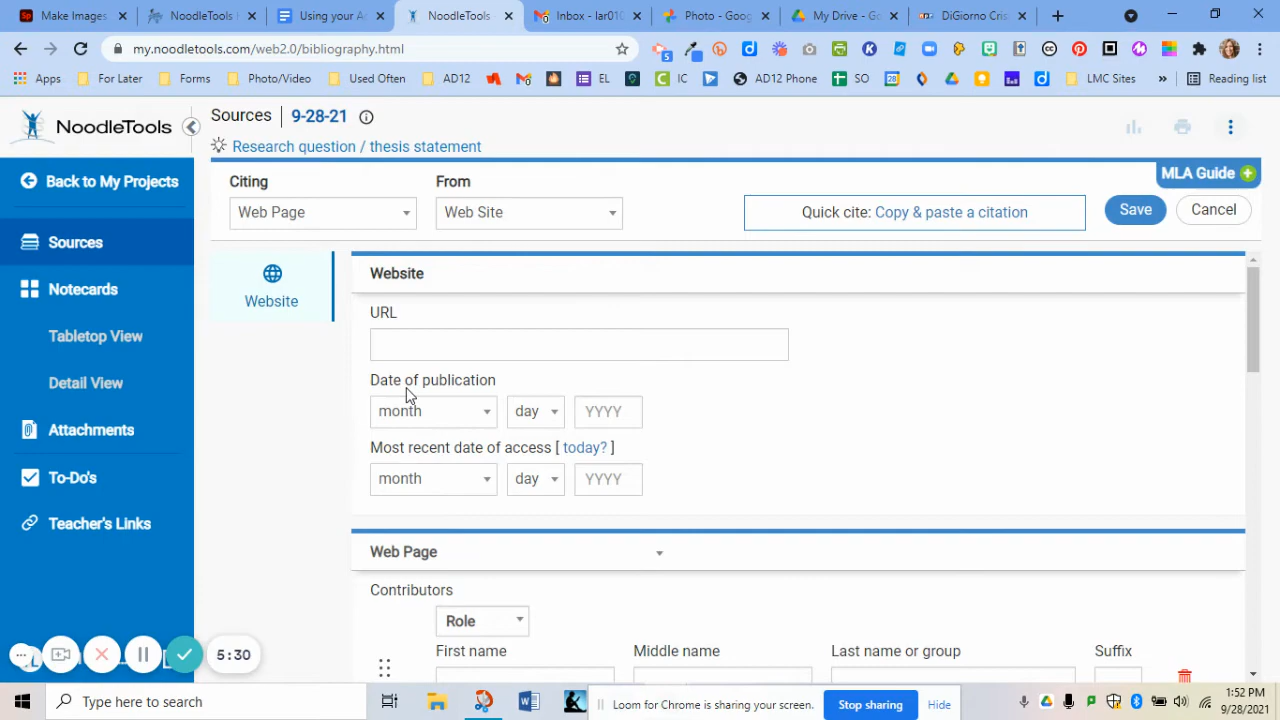 Make Images
NoodleTools
Using your Ac
NoodleTools
Inbox - lar010
Photo - Goog
My Drive - Go
DiGiorno Cris
my.noodletools.com/web2.0/bibliography.html
Apps
For Later
Forms
Photo/Video
Used Often
AD12
EL
IC
AD12 Phone
SO
LMC Sites
Reading list
NoodleTools
Sources
9-28-21
Research question / thesis statement
MLA Guide
Back to My Projects
Sources
Notecards
Tabletop View
Detail View
Attachments
To-Do's
Teacher's Links
Citing
From
Web Page
Web Site
Quick cite: Copy & paste a citation
Save
Cancel
Website
Website
URL
Date of publication
month
day
YYYY
Most recent date of access [ today? ]
month
day
YYYY
Web Page
Contributors
Role
First name
Middle name
Last name or group
Suffix
5:30
Type here to search
Loom for Chrome is sharing your screen.
Stop sharing
Hide
1:52 PM
9/28/2021